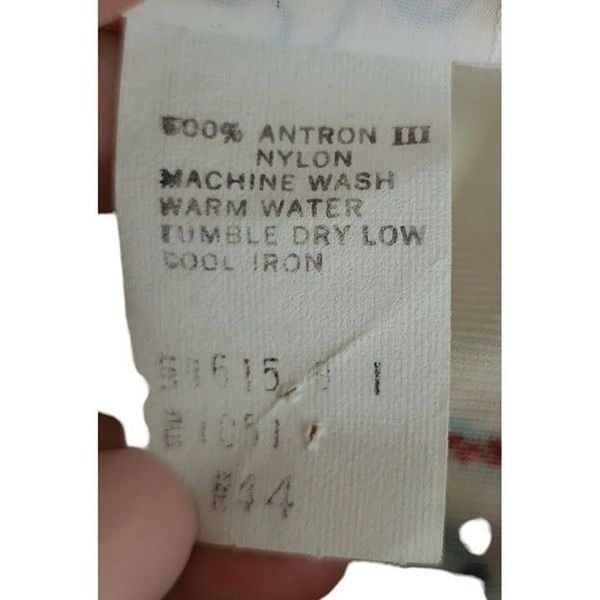 100% ANTRON III
NYLON
MACHINE WASH
WARM WATER
TUMBLE DRY LOW
COOL IRON
44